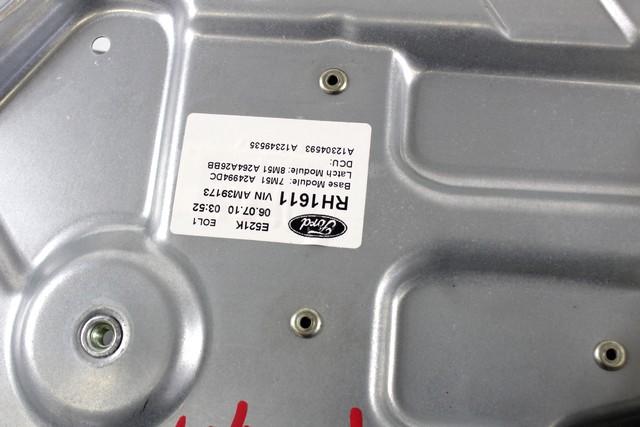 Ford E521K EOL1
06.07.10 03:52
RH1611 VIN AM39173
Base Module: 7M51 A24994DC
Latch Module: 8M51 A264A26BB
DCU:
A12304593 A12349535